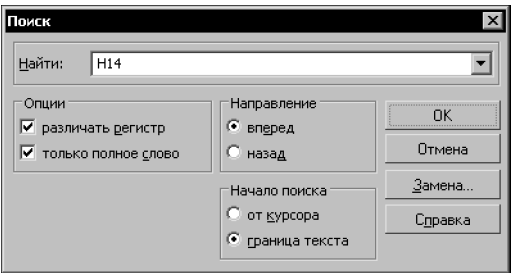 Поиск
Найти: H14
Опции
различать регистр
только полное слово
Направление
вперед
назад
Начало поиска
от курсора
граница текста
OK
Отмена
Замена...
Справка